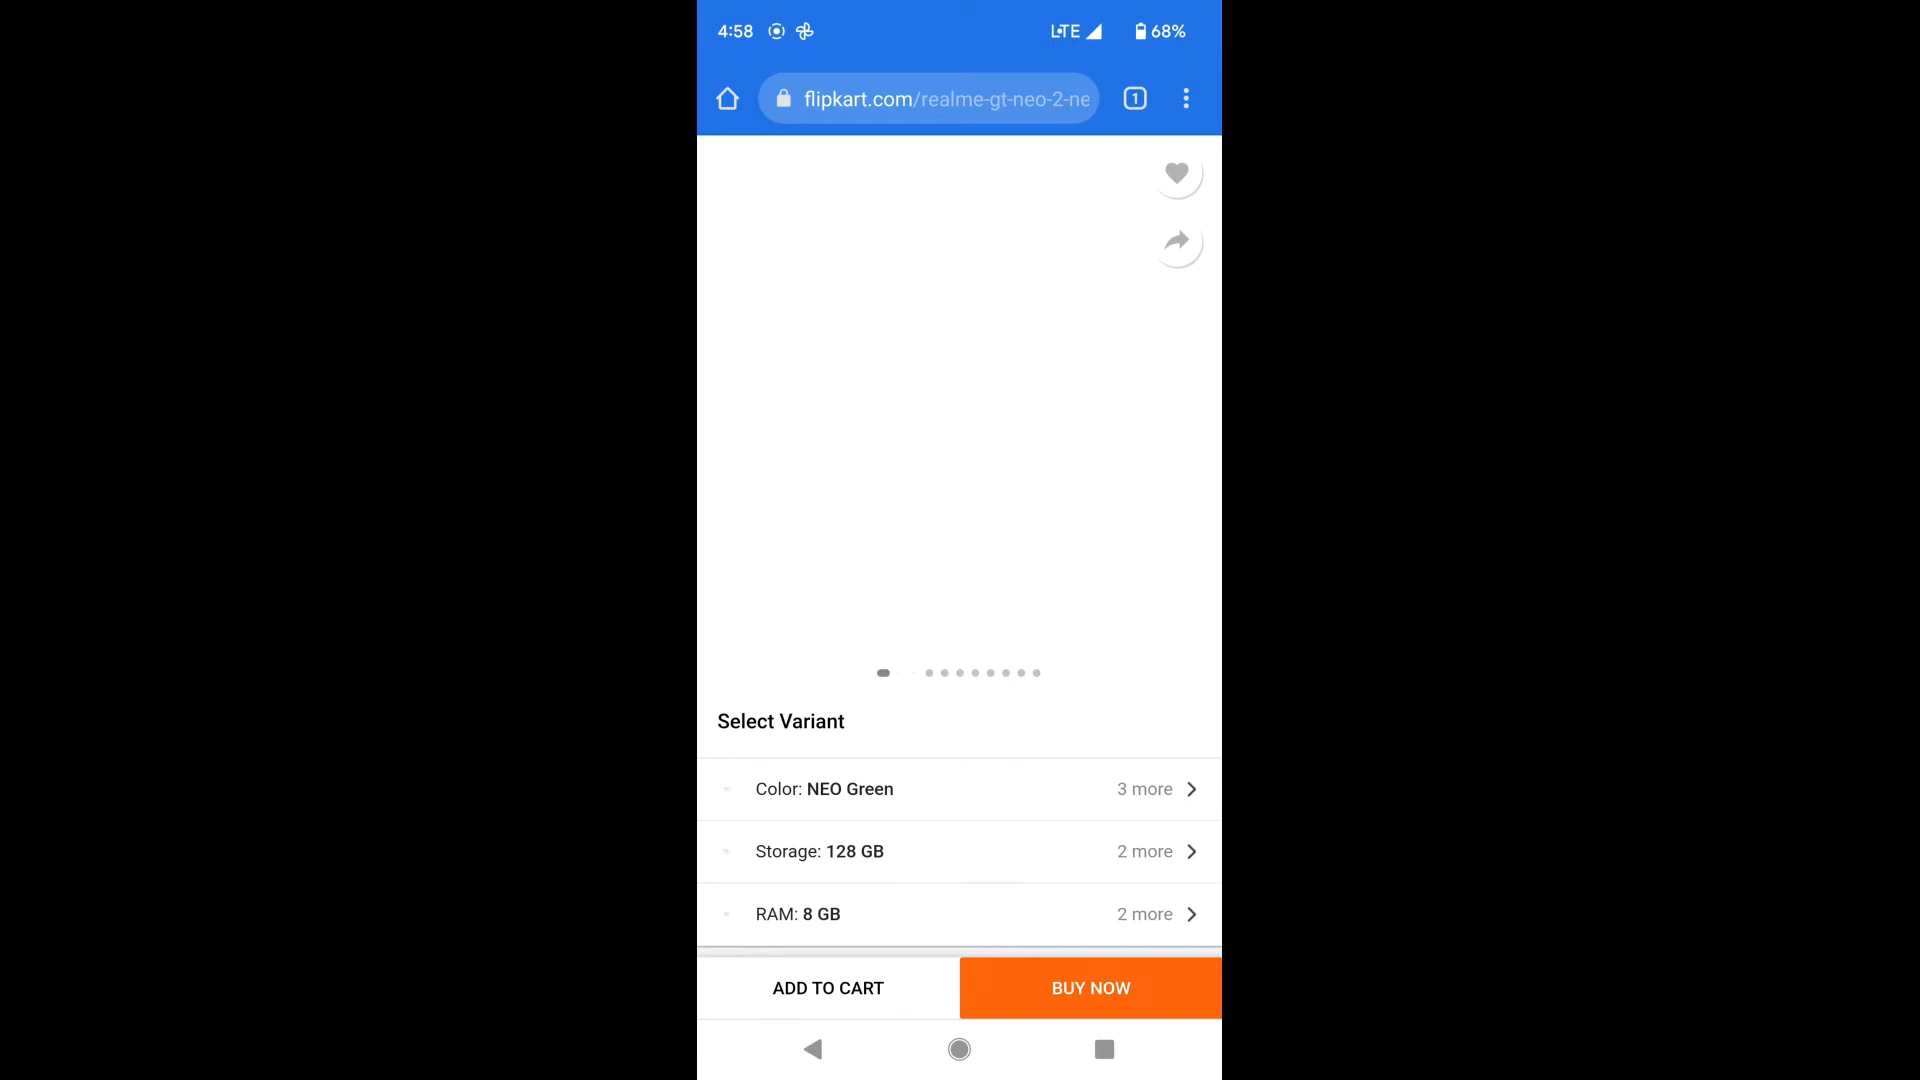 4:58 LTE 68%
flipkart.com/realme-gt-neo-2-ne 1
Select Variant
Color: NEO Green 3 more
Storage: 128 GB 2 more
RAM: 8 GB 2 more
ADD TO CART BUY NOW